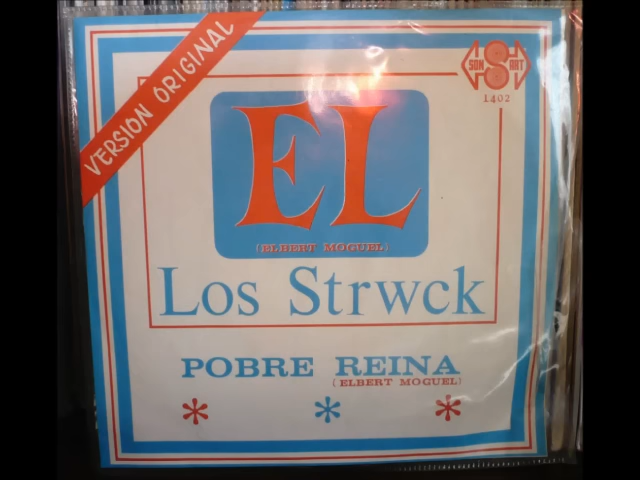 VERSION ORIGINAL
SON ART
1402
EL
(ELBERT MOGUEL)
Los Strwck
POBRE REINA
(ELBERT MOGUEL)